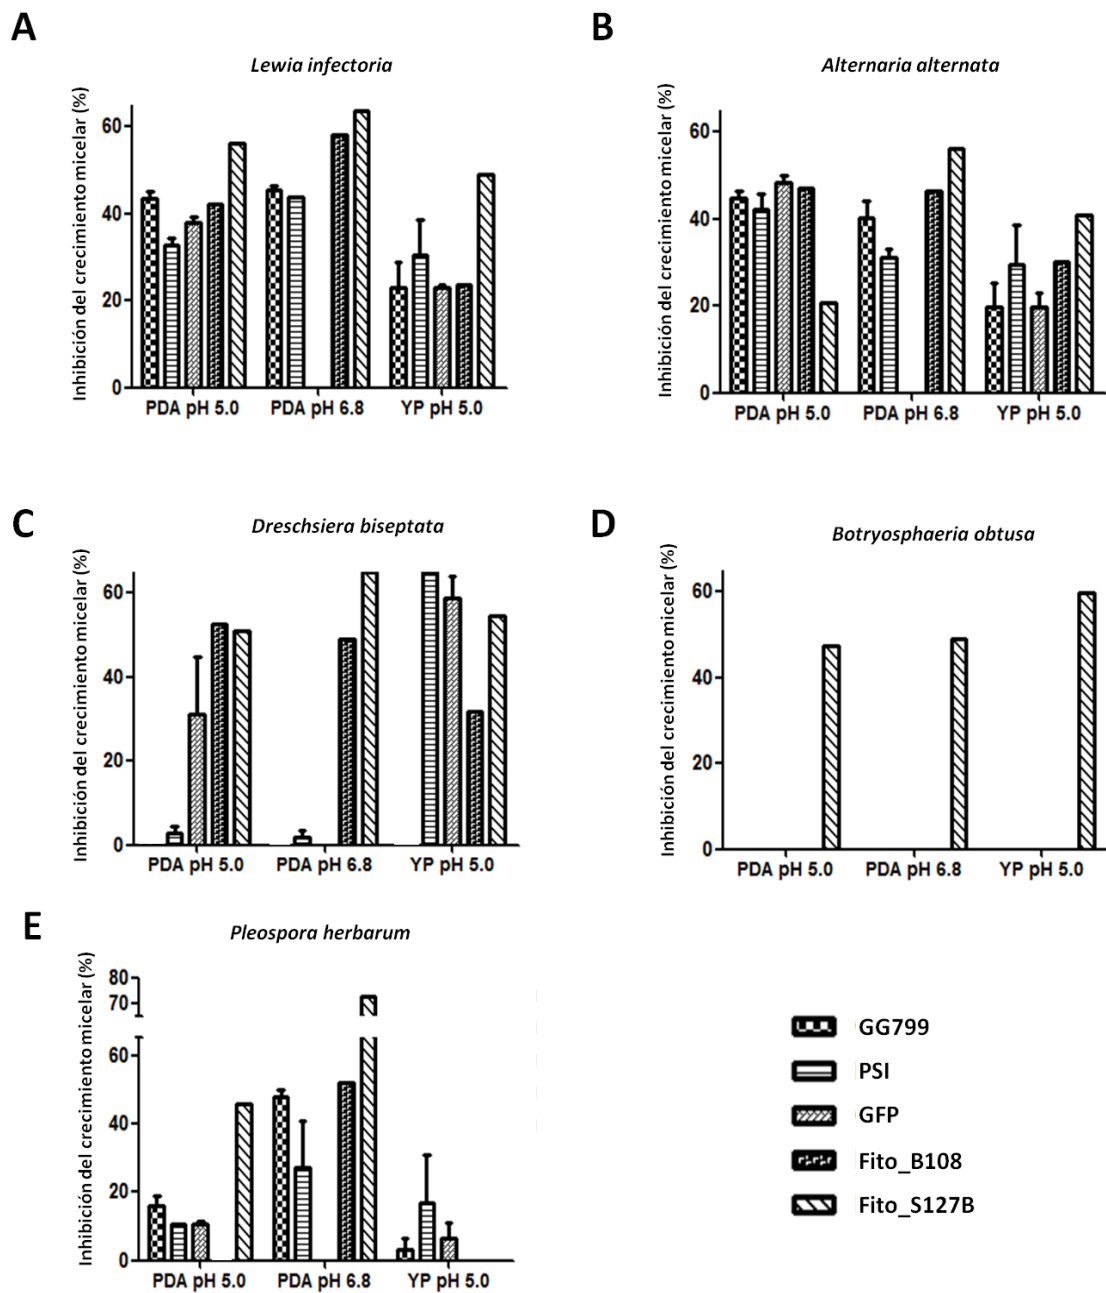 A
Lewia infectoria
Inhibición del crecimiento micelar (%)
60
40
20
0
PDA pH 5.0 PDA pH 6.8 YP pH 5.0
B
Alternaria alternata
Inhibición del crecimiento micelar (%)
60
40
20
0
PDA pH 5.0 PDA pH 6.8 YP pH 5.0
C
Dreschsiera biseptata
Inhibición del crecimiento micelar (%)
60
40
20
0
PDA pH 5.0 PDA pH 6.8 YP pH 5.0
D
Botryosphaeria obtusa
Inhibición del crecimiento micelar (%)
60
40
20
0
PDA pH 5.0 PDA pH 6.8 YP pH 5.0
E
Pleospora herbarum
Inhibición del crecimiento micelar (%)
80
70
60
40
20
0
PDA pH 5.0 PDA pH 6.8 YP pH 5.0
GG799
PSI
GFP
Fito_B108
Fito_S127B